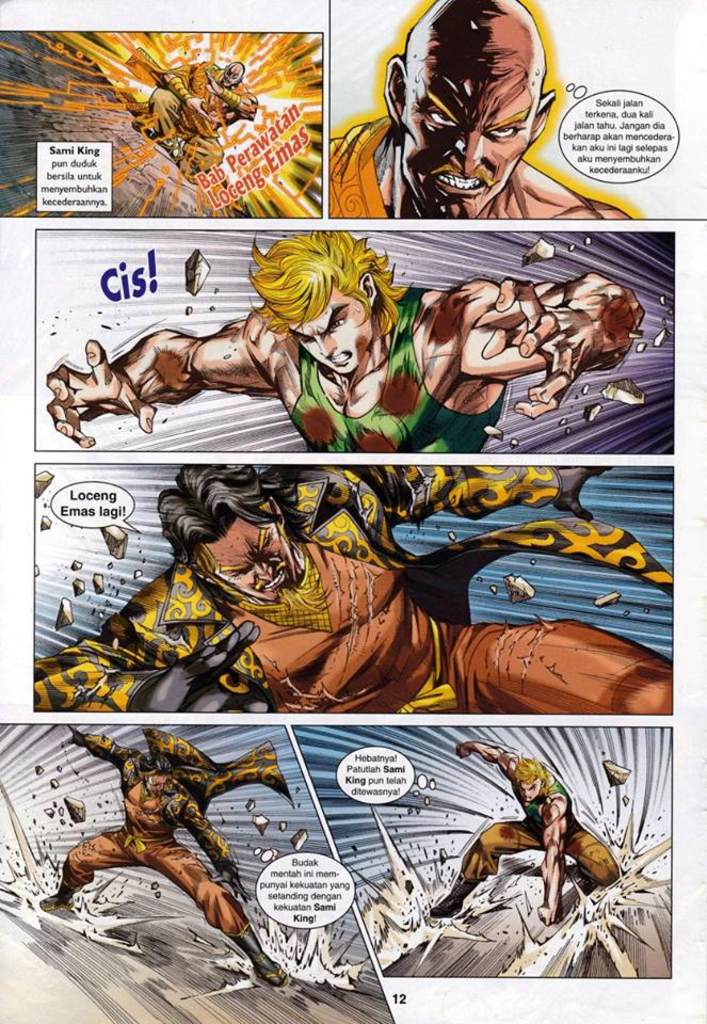 Sami King
pun duduk
bersila untuk
menyembuhkan
kecederaannya.
Bab Perawatan
Loceng Emas
Sekali jalan
terkena, dua kali
jalan tahu. Jangan dia
berharap akan mencedera-
kan aku ini lagi selepas
aku menyembuhkan
kecederaanku!
Cis!
Loceng
Emas lagi!
Budak
mentah ini mem-
punyai kekuatan yang
setanding dengan
kekuatan Sami
King!
Hebatnya!
Patutlah Sami
King pun telah
ditewasnya!
12